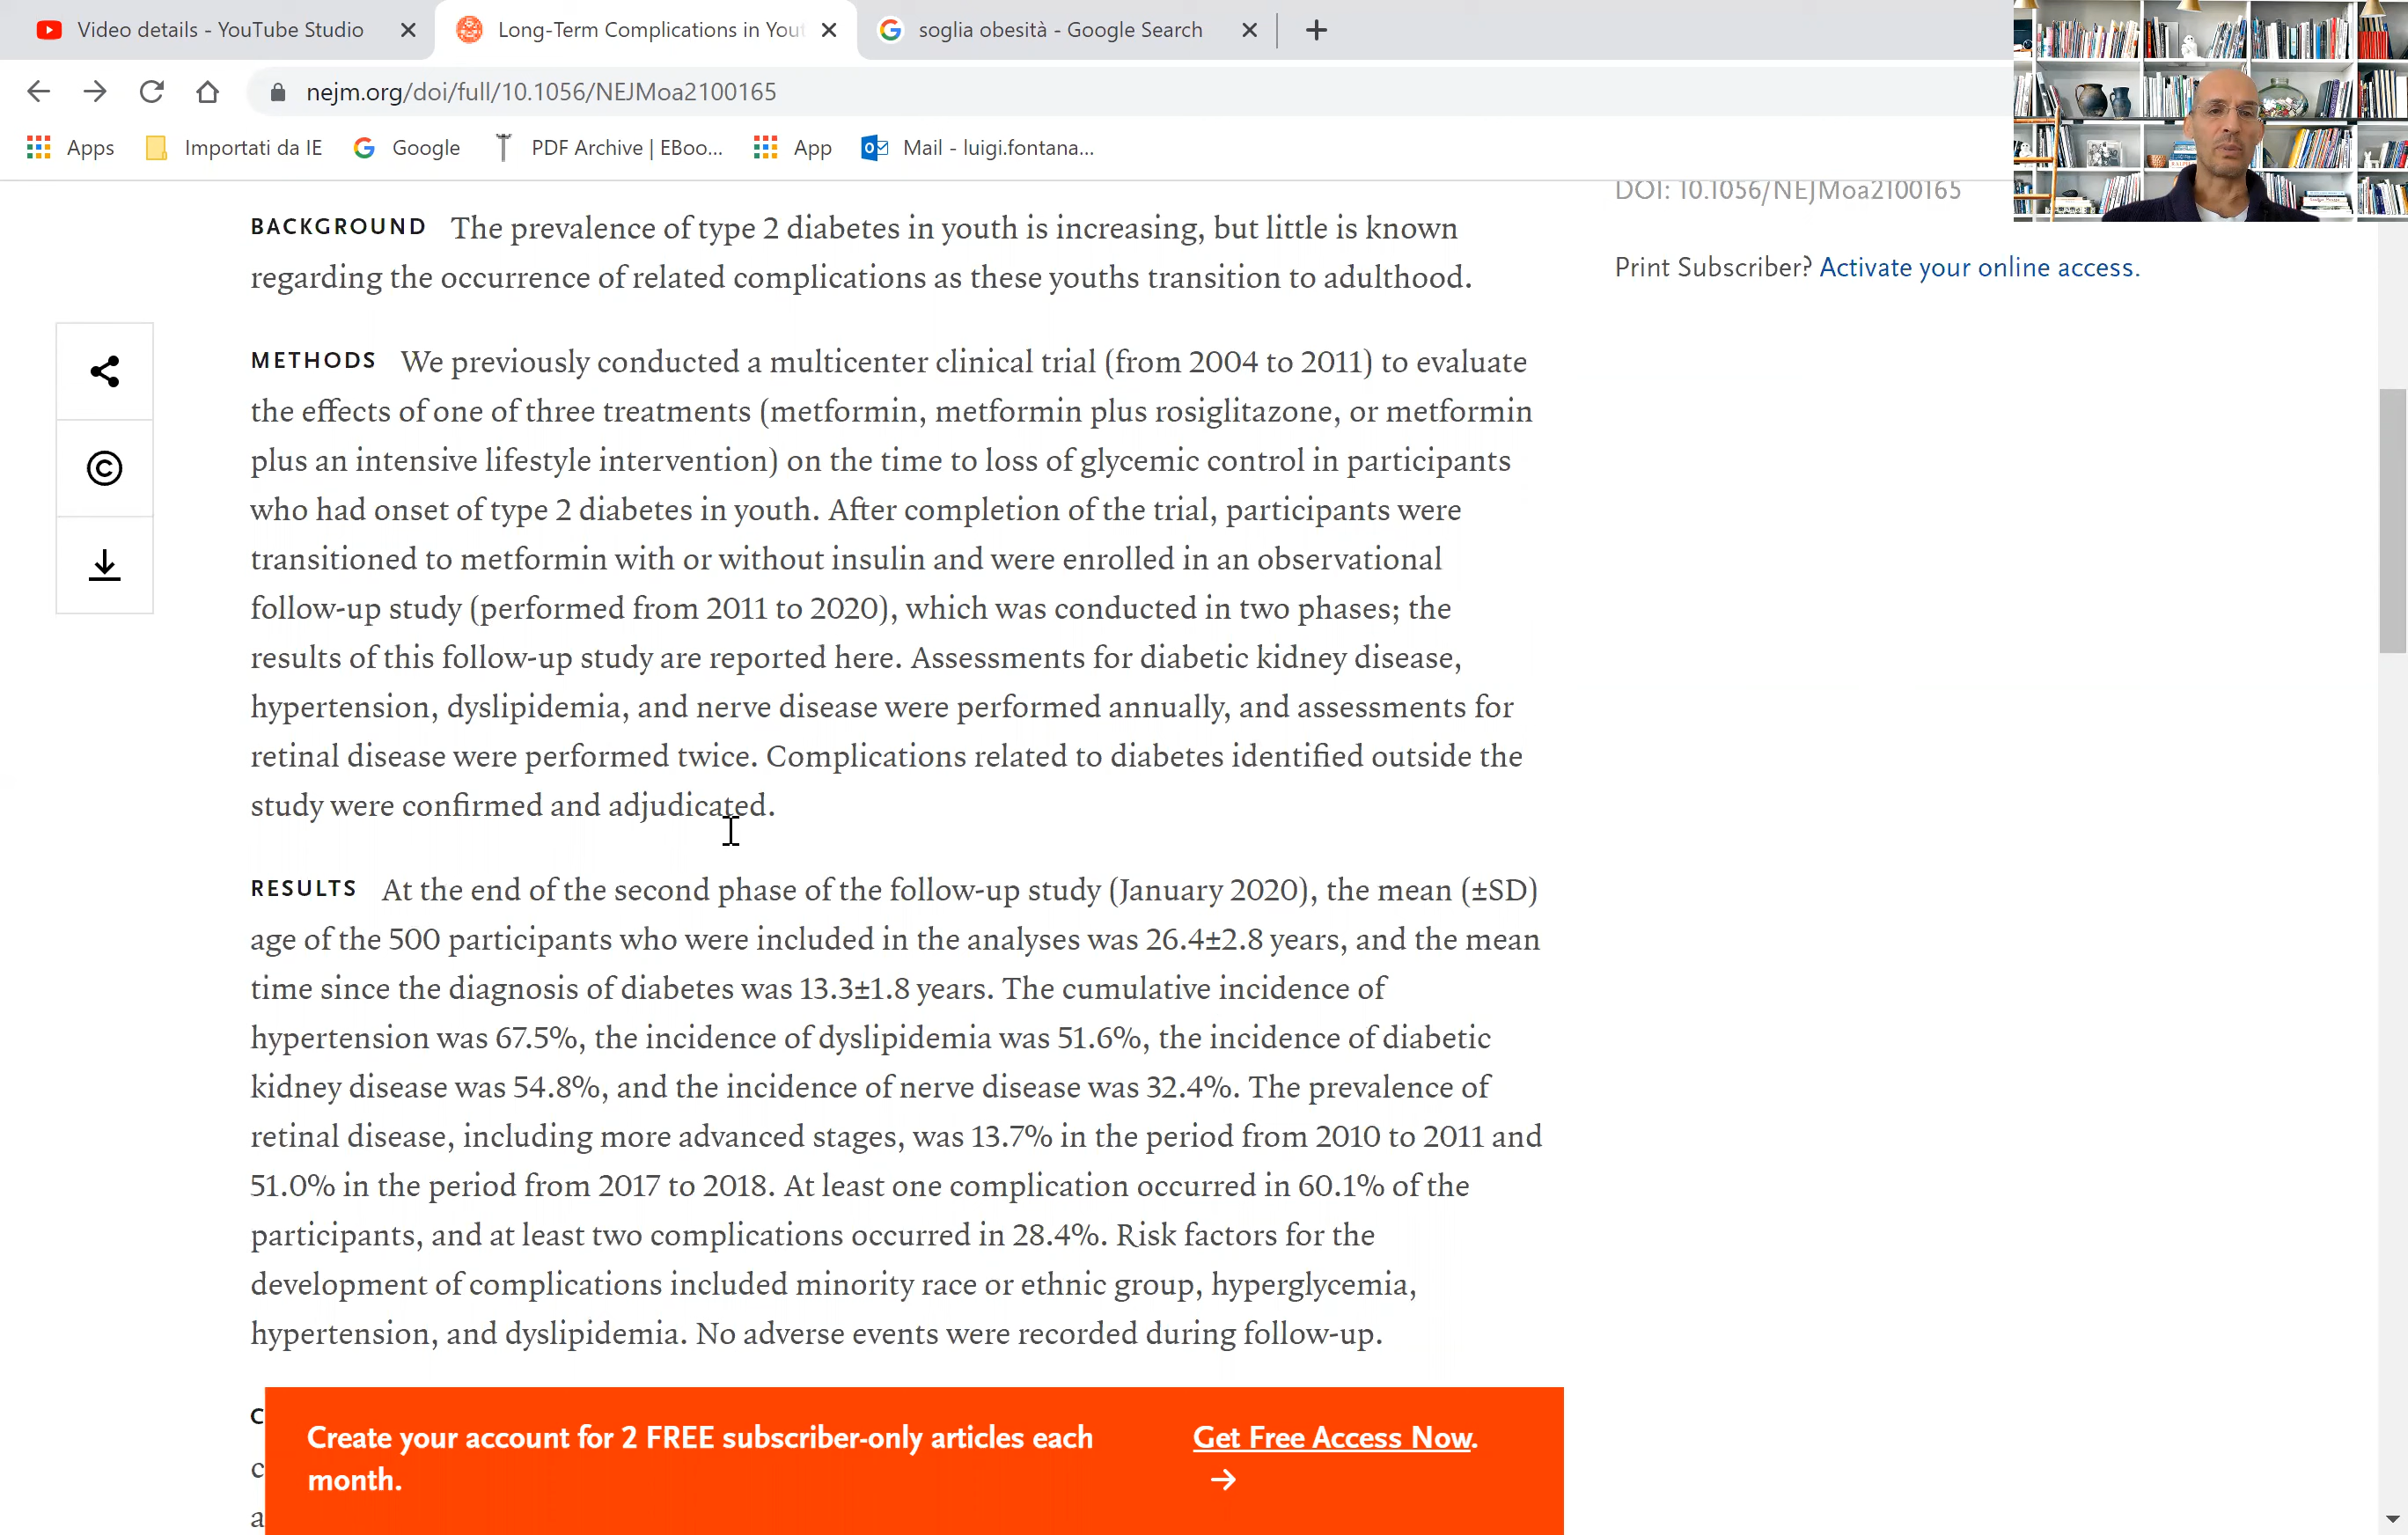 Video details - YouTube Studio
Long-Term Complications in You
soglia obesità - Google Search
nejm.org/doi/full/10.1056/NEJMoa2100165
Apps
Importati da IE
Google
PDF Archive | EBoo...
App
Mail - luigi.fontana...
DOI: 10.1056/NEJMoa2100165
Print Subscriber? Activate your online access.
BACKGROUND The prevalence of type 2 diabetes in youth is increasing, but little is known
regarding the occurrence of related complications as these youths transition to adulthood.
METHODS We previously conducted a multicenter clinical trial (from 2004 to 2011) to evaluate
the effects of one of three treatments (metformin, metformin plus rosiglitazone, or metformin
plus an intensive lifestyle intervention) on the time to loss of glycemic control in participants
who had onset of type 2 diabetes in youth. After completion of the trial, participants were
transitioned to metformin with or without insulin and were enrolled in an observational
follow-up study (performed from 2011 to 2020), which was conducted in two phases; the
results of this follow-up study are reported here. Assessments for diabetic kidney disease,
hypertension, dyslipidemia, and nerve disease were performed annually, and assessments for
retinal disease were performed twice. Complications related to diabetes identified outside the
study were confirmed and adjudicated.
RESULTS At the end of the second phase of the follow-up study (January 2020), the mean (±SD)
age of the 500 participants who were included in the analyses was 26.4±2.8 years, and the mean
time since the diagnosis of diabetes was 13.3±1.8 years. The cumulative incidence of
hypertension was 67.5%, the incidence of dyslipidemia was 51.6%, the incidence of diabetic
kidney disease was 54.8%, and the incidence of nerve disease was 32.4%. The prevalence of
retinal disease, including more advanced stages, was 13.7% in the period from 2010 to 2011 and
51.0% in the period from 2017 to 2018. At least one complication occurred in 60.1% of the
participants, and at least two complications occurred in 28.4%. Risk factors for the
development of complications included minority race or ethnic group, hyperglycemia,
hypertension, and dyslipidemia. No adverse events were recorded during follow-up.
C
c
a
Create your account for 2 FREE subscriber-only articles each
month.
Get Free Access Now.
→